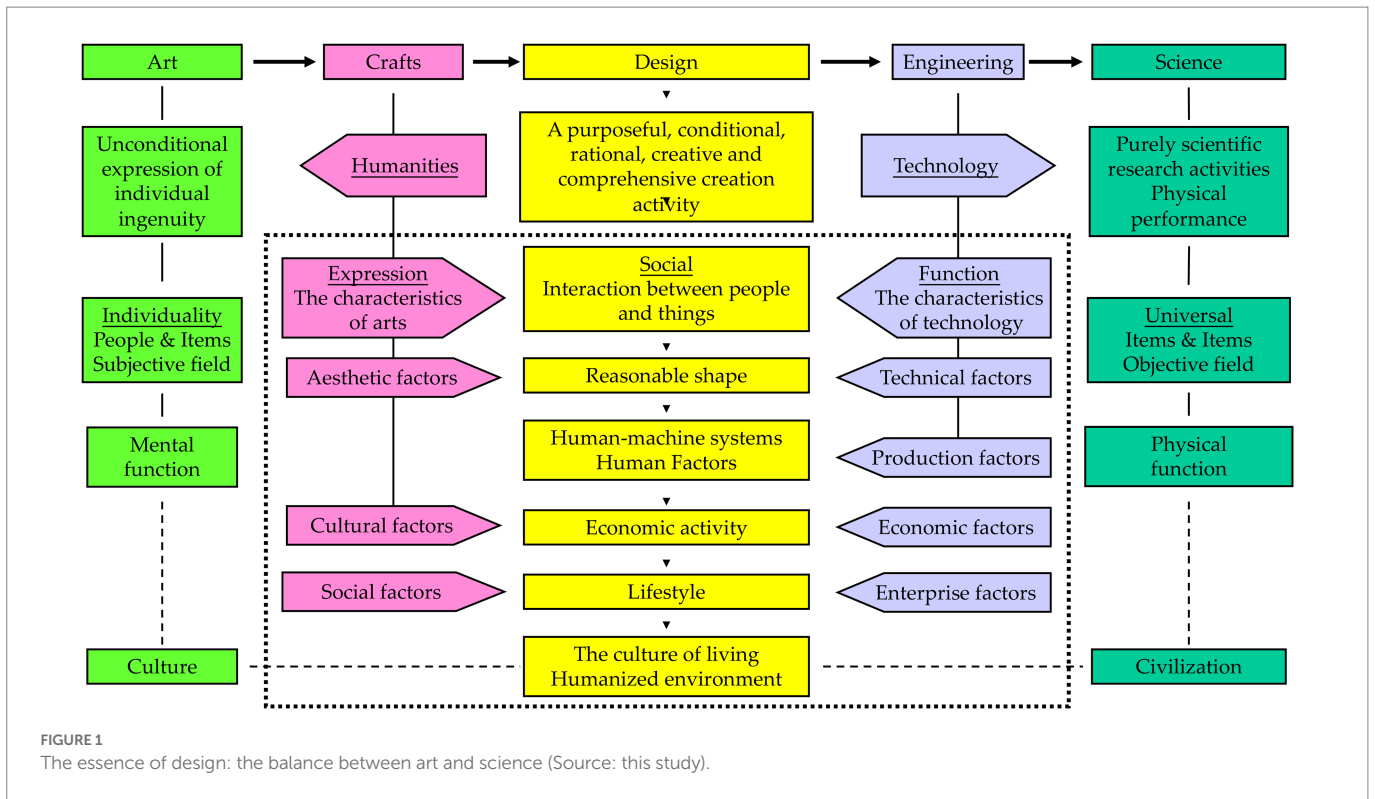 Art
Crafts
Design
Engineering
Science
Unconditional
expression of
individual
ingenuity
Humanities
A purposeful, conditional,
rational, creative and
comprehensive creation
activity
Technology
Purely scientific
research activities
Physical
performance
Expression
The characteristics
of arts
Social
Interaction between people
and things
Function
The characteristics
of technology
Individuality
People & Items
Subjective field
Universal
Items & Items
Objective field
Aesthetic factors
Reasonable shape
Technical factors
Mental
function
Human-machine systems
Human Factors
Production factors
Physical
function
Cultural factors
Economic activity
Economic factors
Social factors
Lifestyle
Enterprise factors
Culture
The culture of living
Humanized environment
Civilization
FIGURE 1
The essence of design: the balance between art and science (Source: this study).